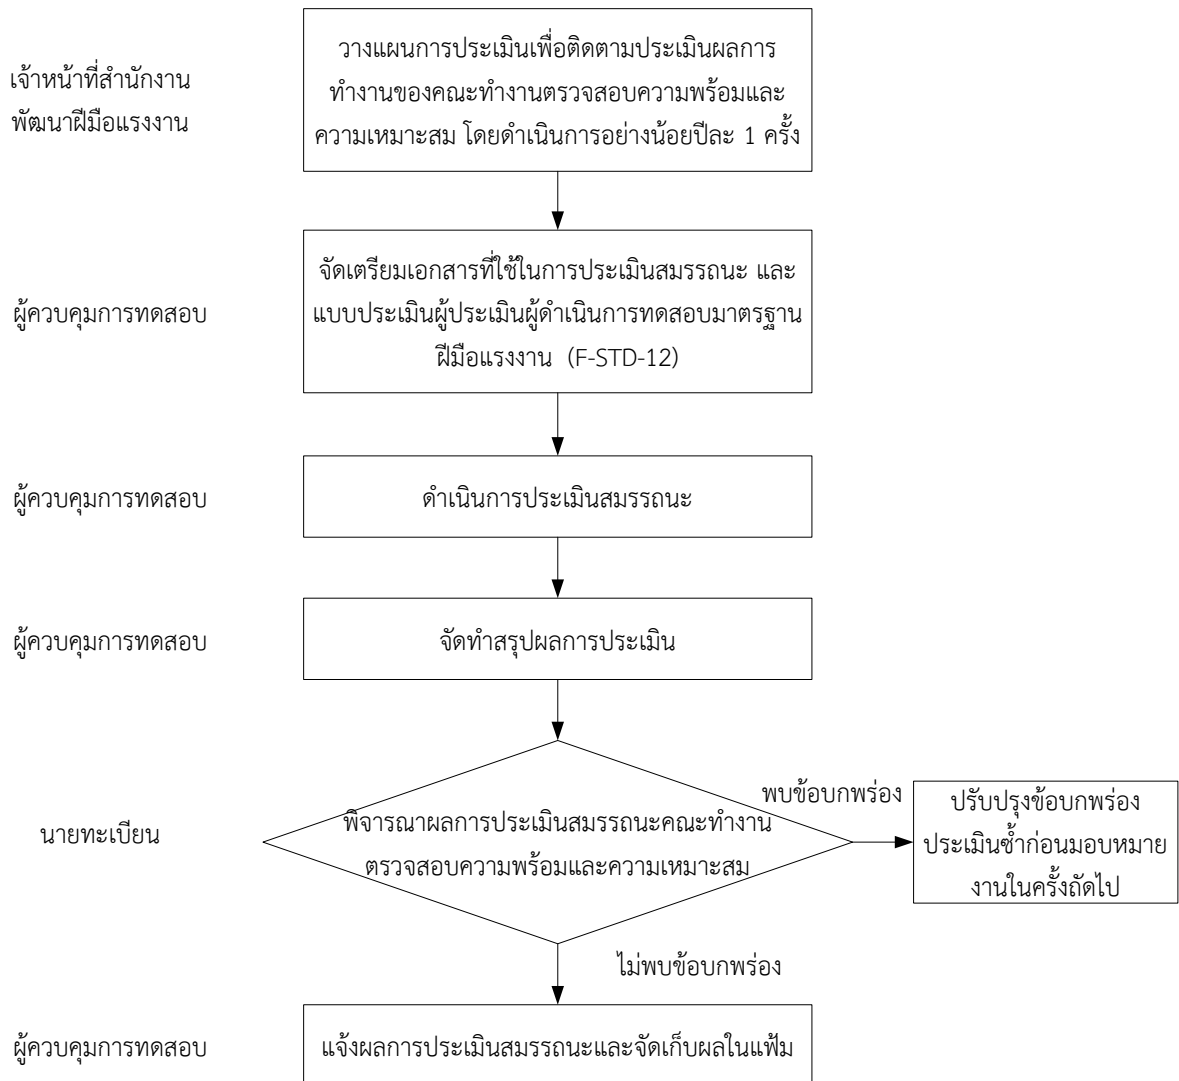 เจ้าหน้าที่สำนักงาน
พัฒนาฝีมือแรงงาน
วางแผนการประเมินเพื่อติดตามประเมินผลการ
ทำงานของคณะทำงานตรวจสอบความพร้อมและ
ความเหมาะสม โดยดำเนินการอย่างน้อยปีละ 1 ครั้ง
ผู้ควบคุมการทดสอบ
จัดเตรียมเอกสารที่ใช้ในการประเมินสมรรถนะ และ
แบบประเมินผู้ประเมินผู้ดำเนินการทดสอบมาตรฐาน
ฝีมือแรงงาน (F-STD-12)
ผู้ควบคุมการทดสอบ
ดำเนินการประเมินสมรรถนะ
ผู้ควบคุมการทดสอบ
จัดทำสรุปผลการประเมิน
นายทะเบียน
พิจารณาผลการประเมินสมรรถนะคณะทำงาน
ตรวจสอบความพร้อมและความเหมาะสม
พบข้อบกพร่อง
ปรับปรุงข้อบกพร่อง
ประเมินซ้ำก่อนมอบหมาย
งานในครั้งถัดไป
ไม่พบข้อบกพร่อง
ผู้ควบคุมการทดสอบ
แจ้งผลการประเมินสมรรถนะและจัดเก็บผลในแฟ้ม